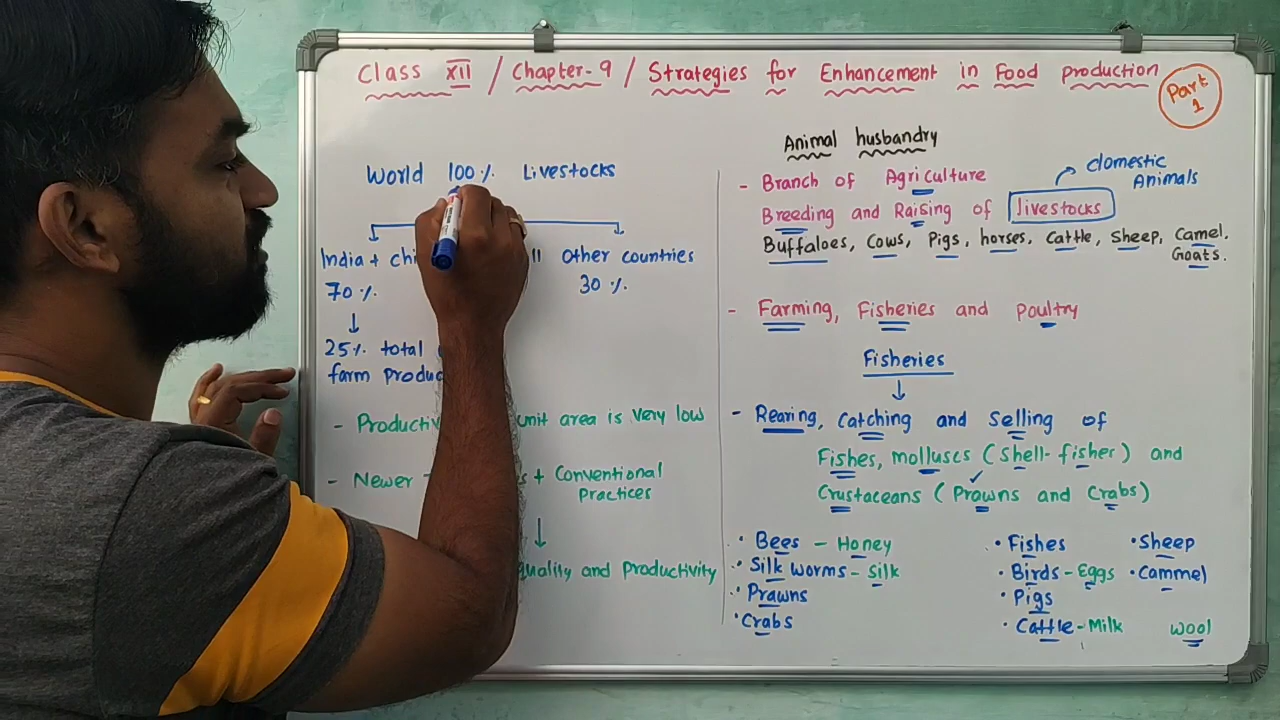 Class XII / Chapter-9 / Strategies for Enhancement in Food production
Part 1
World 100% Livestocks
India + chi
Other countries
70%
30%
25% total
farm produc
- Productiv unit area is very low
- Newer + Conventional
Practices
quality and Productivity
Animal husbandry
- Branch of Agriculture
domestic
Animals
Breeding and Raising of livestocks
Buffaloes, Cows, Pigs, horses, Cattle, Sheep, Camel.
Goats.
- Farming, Fisheries and Poultry
Fisheries
- Rearing, Catching and Selling of
Fishes, molluscs (Shell-fisher) and
Crustaceans (Prawns and Crabs)
• Bees - Honey
• Silk worms - Silk
• Prawns
• Crabs
• Fishes
• Birds - Eggs
• Pigs
• Cattle - Milk
• Sheep
• Cammel
Wool